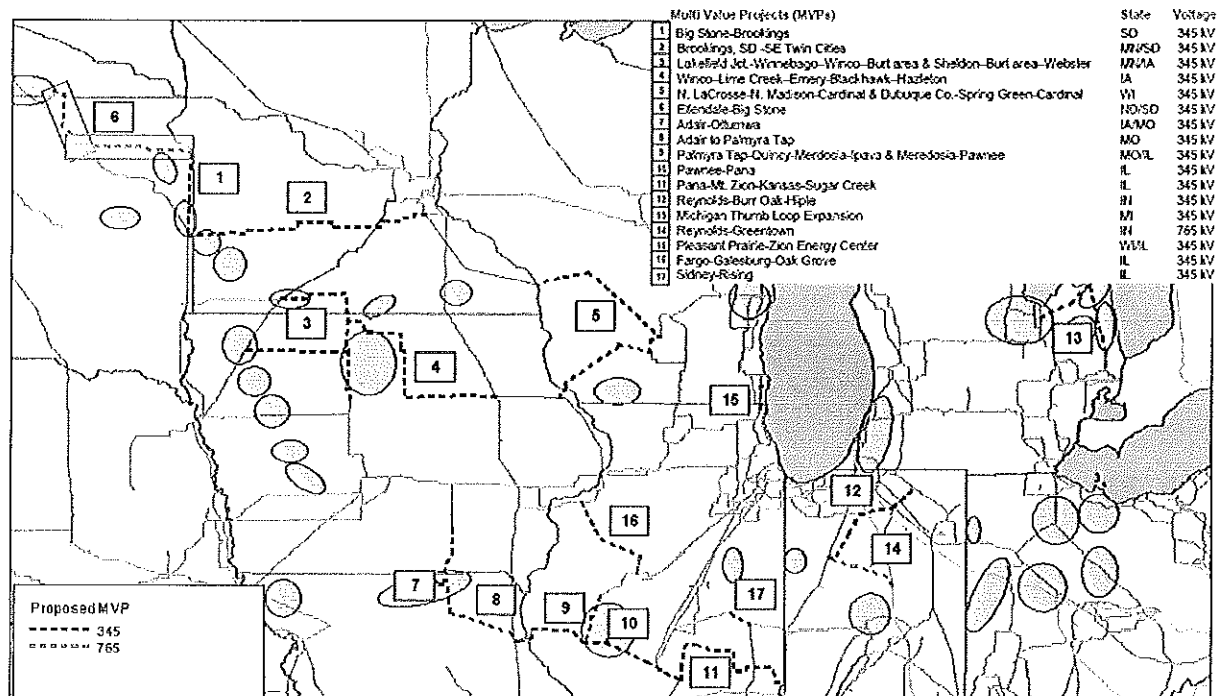 Multi Value Projects (MVPs) State Voltage
1 Big Stone-Brookings SD 345 kV
2 Brookings, SD -SE Twin Cities MN/SD 345 kV
3 Lakefield Jct.-Winnebago-Winco-Burt area & Sheldon-Burt area-Webster MN/IA 345 kV
4 Winco-Lime Creek-Emery-Blackhawk-Hazleton IA 345 kV
5 N. LaCrosse-N. Madison-Cardinal & Dubuque Co.-Spring Green-Cardinal WI 345 kV
6 Ellendale-Big Stone ND/SD 345 kV
7 Adair-Ottumwa IA/MO 345 kV
8 Adair to Palmyra Tap MO 345 kV
9 Palmyra Tap-Quincy-Merdosia-Ipava & Meredosia-Pawnee MO/IL 345 kV
10 Pawnee-Pana IL 345 kV
11 Pana-Mt. Zion-Kansas-Sugar Creek IL 345 kV
12 Reynolds-Burr Oak-Hiple IN 345 kV
13 Michigan Thumb Loop Expansion MI 345 kV
14 Reynolds-Greentown IN 765 kV
15 Pleasant Prairie-Zion Energy Center WI/IL 345 kV
16 Fargo-Galesburg-Oak Grove IL 345 kV
17 Sidney-Rising IL 345 kV
6
1
2
3
5
13
4
15
12
16
14
7
8
9
10
17
11
Proposed MVP
345
765